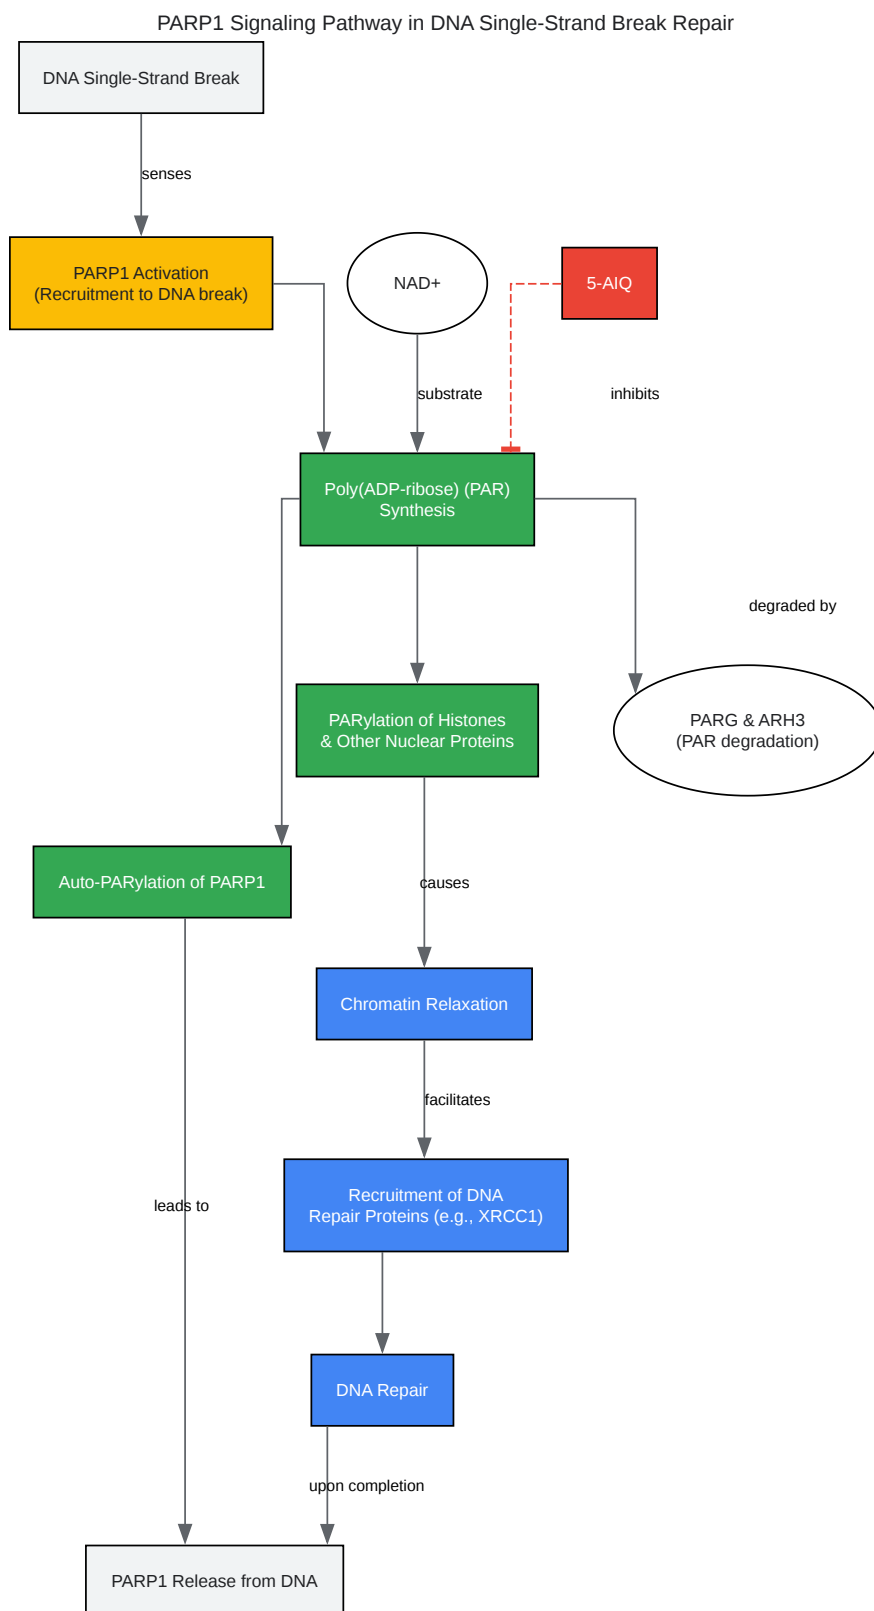 PARP1 Signaling Pathway in DNA Single-Strand Break Repair
DNA Single-Strand Break
senses
PARP1 Activation
(Recruitment to DNA break)
NAD+
5-AIQ
substrate
inhibits
Poly(ADP-ribose) (PAR)
Synthesis
degraded by
PARylation of Histones
& Other Nuclear Proteins
PARG & ARH3
(PAR degradation)
Auto-PARylation of PARP1
causes
Chromatin Relaxation
facilitates
Recruitment of DNA
Repair Proteins (e.g., XRCC1)
leads to
DNA Repair
upon completion
PARP1 Release from DNA